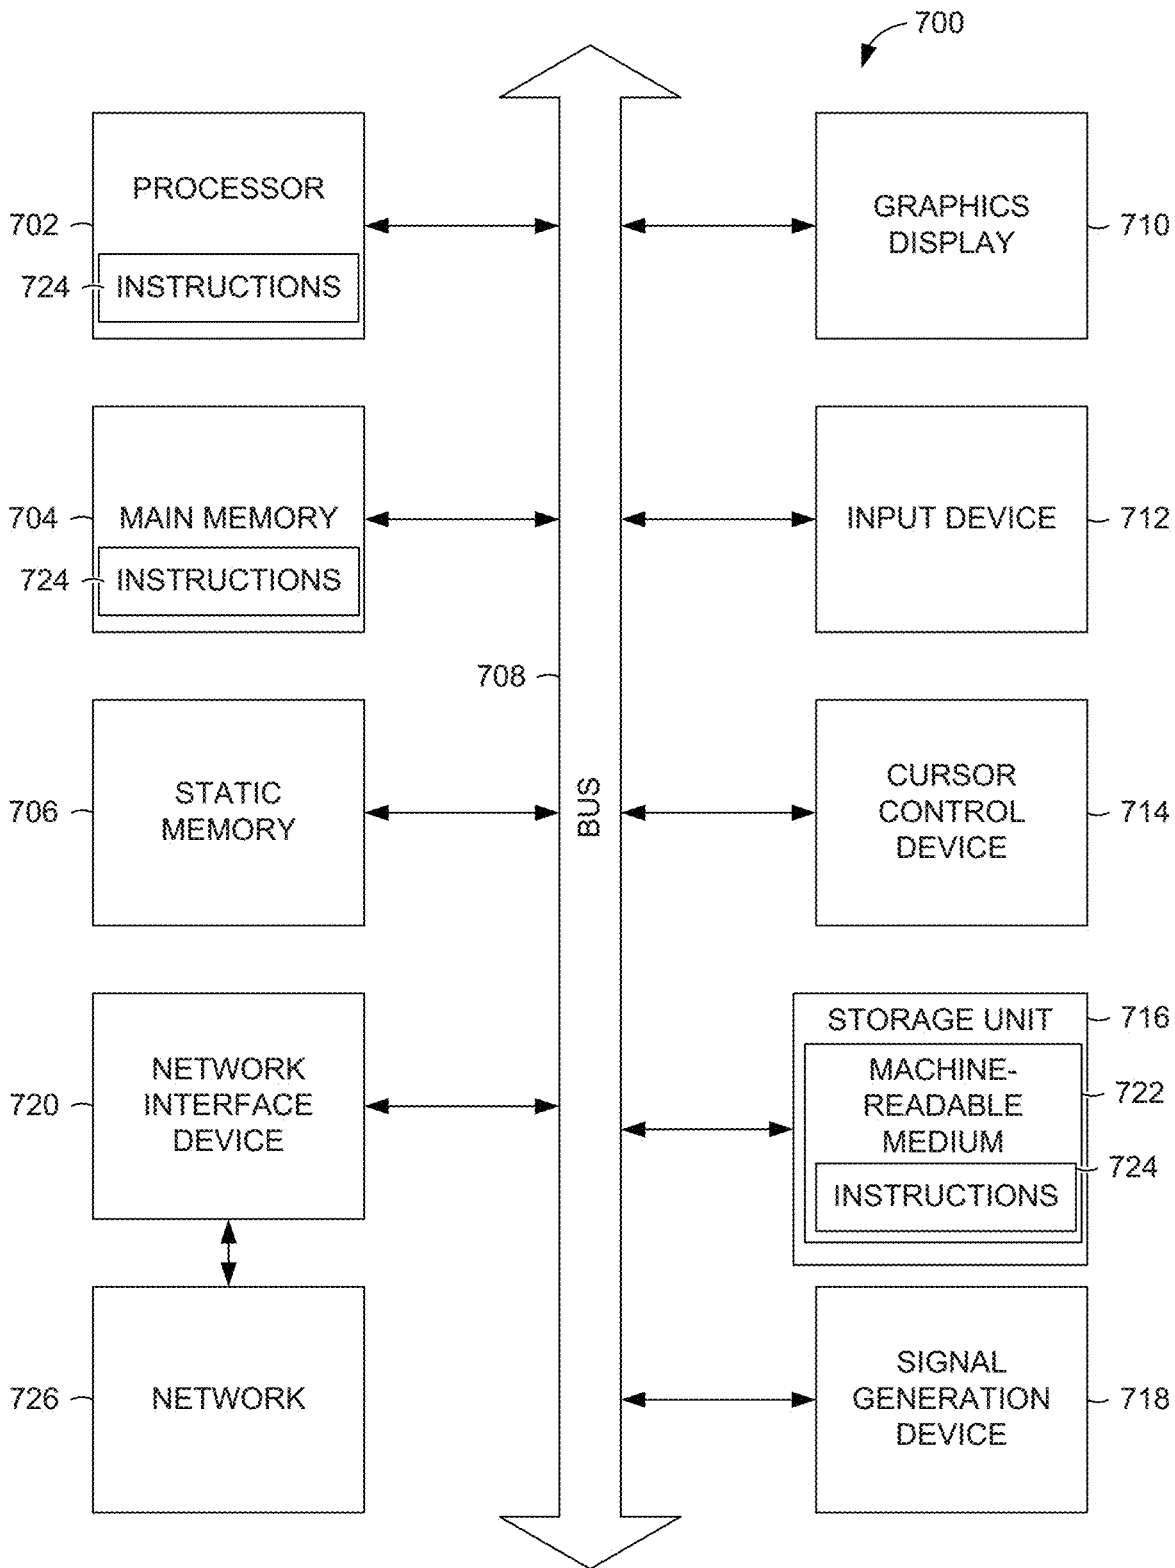 700
PROCESSOR
702
724
INSTRUCTIONS
GRAPHICS
DISPLAY
710
704
MAIN MEMORY
724
INSTRUCTIONS
INPUT DEVICE
712
708
BUS
706
STATIC
MEMORY
CURSOR
CONTROL
DEVICE
714
720
NETWORK
INTERFACE
DEVICE
STORAGE UNIT
716
MACHINE-
READABLE
MEDIUM
722
724
INSTRUCTIONS
726
NETWORK
SIGNAL
GENERATION
DEVICE
718